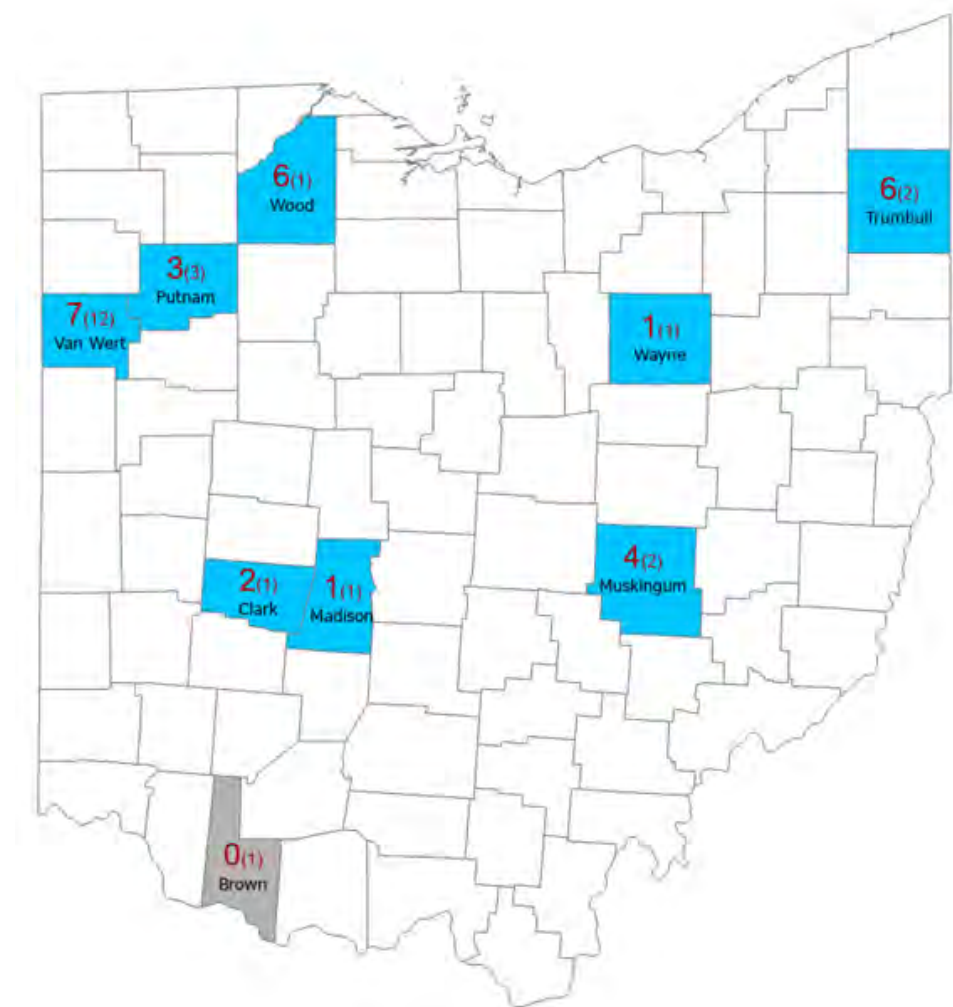 6(1)
Wood
6(2)
Trumbull
3(3)
Putnam
7(12)
Van Wert
1(1)
Wayne
4(2)
Muskingum
2(1)
Clark
1(1)
Madison
0(1)
Brown